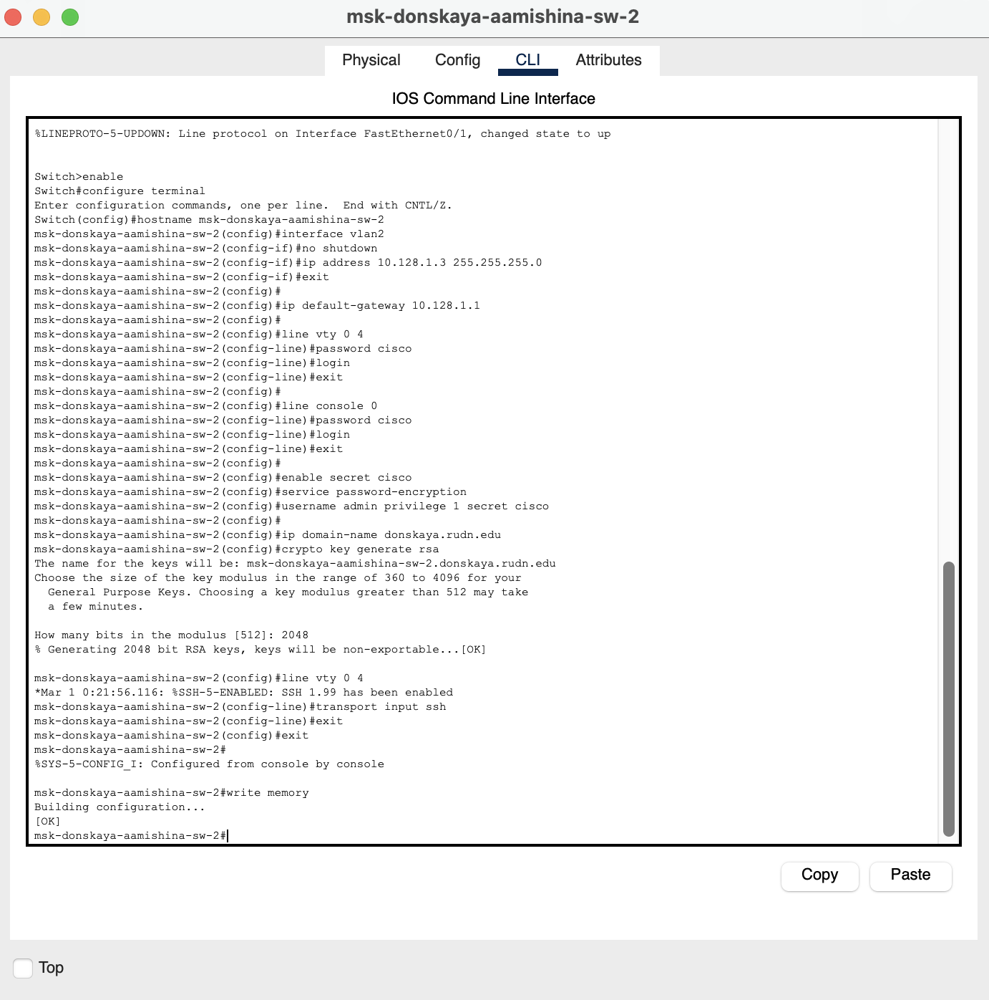 msk-donskaya-aamishina-sw-2
Physical Config CLI Attributes
IOS Command Line Interface
%LINEPROTO-5-UPDOWN: Line protocol on Interface FastEthernet0/1, changed state to up
Switch>enable
Switch#configure terminal
Enter configuration commands, one per line.  End with CNTL/Z.
Switch(config)#hostname msk-donskaya-aamishina-sw-2
msk-donskaya-aamishina-sw-2(config)#interface vlan2
msk-donskaya-aamishina-sw-2(config-if)#no shutdown
msk-donskaya-aamishina-sw-2(config-if)#ip address 10.128.1.3 255.255.255.0
msk-donskaya-aamishina-sw-2(config-if)#exit
msk-donskaya-aamishina-sw-2(config)#
msk-donskaya-aamishina-sw-2(config)#ip default-gateway 10.128.1.1
msk-donskaya-aamishina-sw-2(config)#
msk-donskaya-aamishina-sw-2(config)#line vty 0 4
msk-donskaya-aamishina-sw-2(config-line)#password cisco
msk-donskaya-aamishina-sw-2(config-line)#login
msk-donskaya-aamishina-sw-2(config-line)#exit
msk-donskaya-aamishina-sw-2(config)#
msk-donskaya-aamishina-sw-2(config)#line console 0
msk-donskaya-aamishina-sw-2(config-line)#password cisco
msk-donskaya-aamishina-sw-2(config-line)#login
msk-donskaya-aamishina-sw-2(config-line)#exit
msk-donskaya-aamishina-sw-2(config)#
msk-donskaya-aamishina-sw-2(config)#enable secret cisco
msk-donskaya-aamishina-sw-2(config)#service password-encryption
msk-donskaya-aamishina-sw-2(config)#username admin privilege 1 secret cisco
msk-donskaya-aamishina-sw-2(config)#
msk-donskaya-aamishina-sw-2(config)#ip domain-name donskaya.rudn.edu
msk-donskaya-aamishina-sw-2(config)#crypto key generate rsa
The name for the keys will be: msk-donskaya-aamishina-sw-2.donskaya.rudn.edu
Choose the size of the key modulus in the range of 360 to 4096 for your
  General Purpose Keys. Choosing a key modulus greater than 512 may take
  a few minutes.
How many bits in the modulus [512]: 2048
% Generating 2048 bit RSA keys, keys will be non-exportable...[OK]
msk-donskaya-aamishina-sw-2(config)#line vty 0 4
*Mar 1 0:21:56.116: %SSH-5-ENABLED: SSH 1.99 has been enabled
msk-donskaya-aamishina-sw-2(config-line)#transport input ssh
msk-donskaya-aamishina-sw-2(config-line)#exit
msk-donskaya-aamishina-sw-2(config)#exit
msk-donskaya-aamishina-sw-2#
%SYS-5-CONFIG_I: Configured from console by console
msk-donskaya-aamishina-sw-2#write memory
Building configuration...
[OK]
msk-donskaya-aamishina-sw-2#
Copy Paste
Top